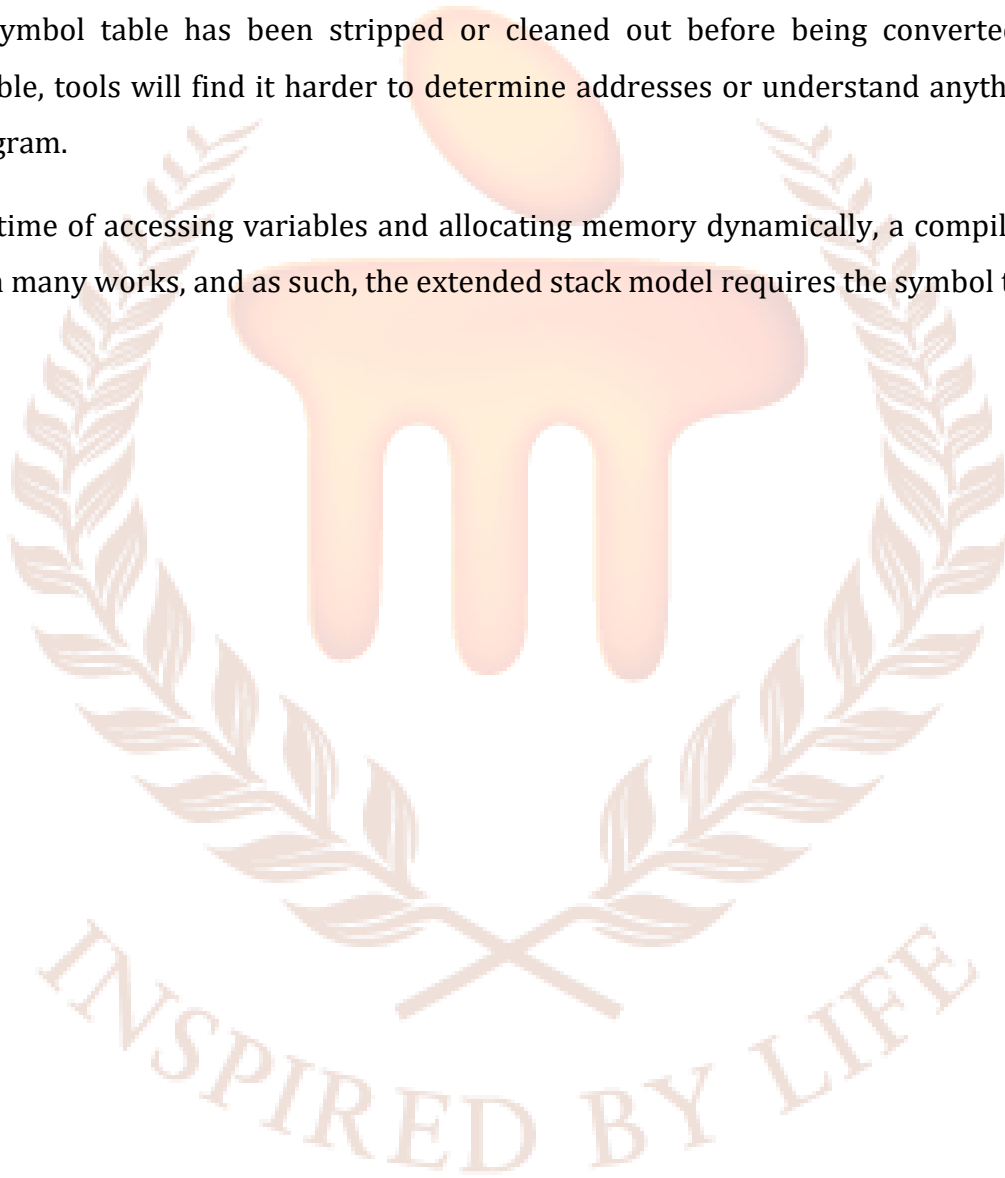 ymbol table has been stripped or cleaned out before being converte
ble, tools will find it harder to determine addresses or understand anyth
gram.
time of accessing variables and allocating memory dynamically, a compil
many works, and as such, the extended stack model requires the symbol
INSPIRED BY LIFE